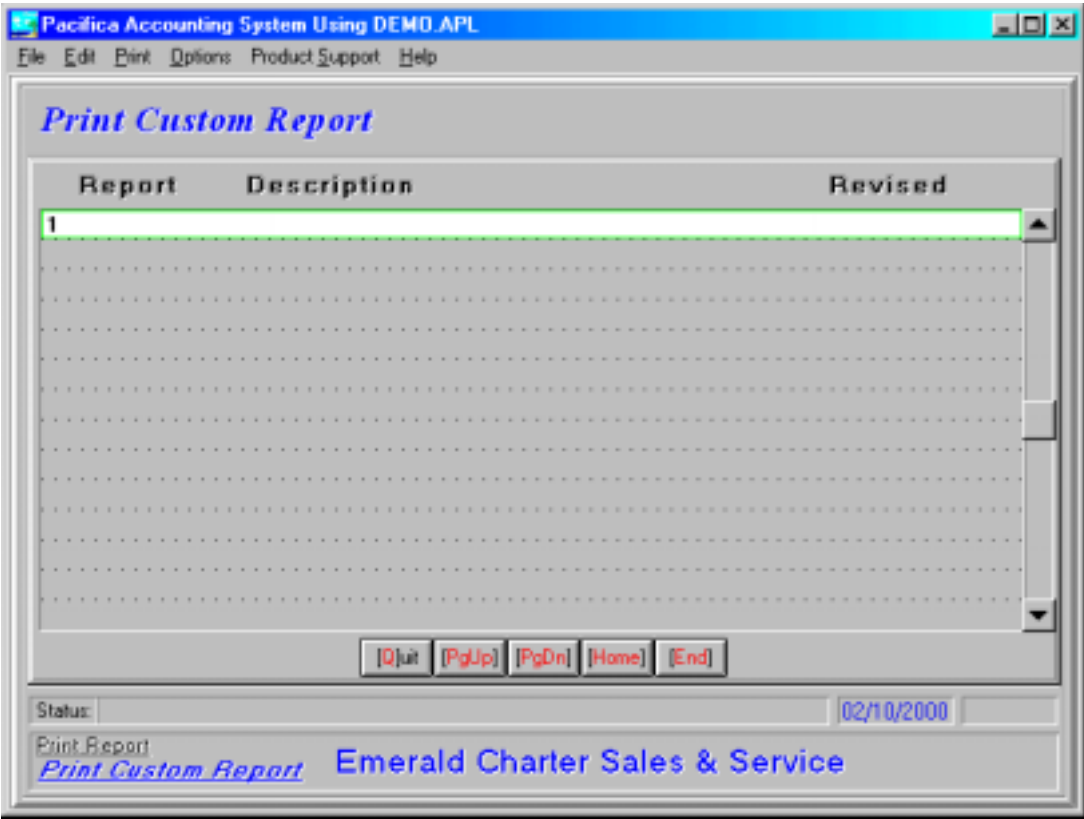 Pacifica Accounting System Using DEMO.APL
File Edit Print Options Product Support Help
Print Custom Report
Report Description Revised
1
[Q]uit [PgUp] [PgDn] [Home] [End]
Status: 02/10/2000
Print Report
Print Custom Report
Emerald Charter Sales & Service